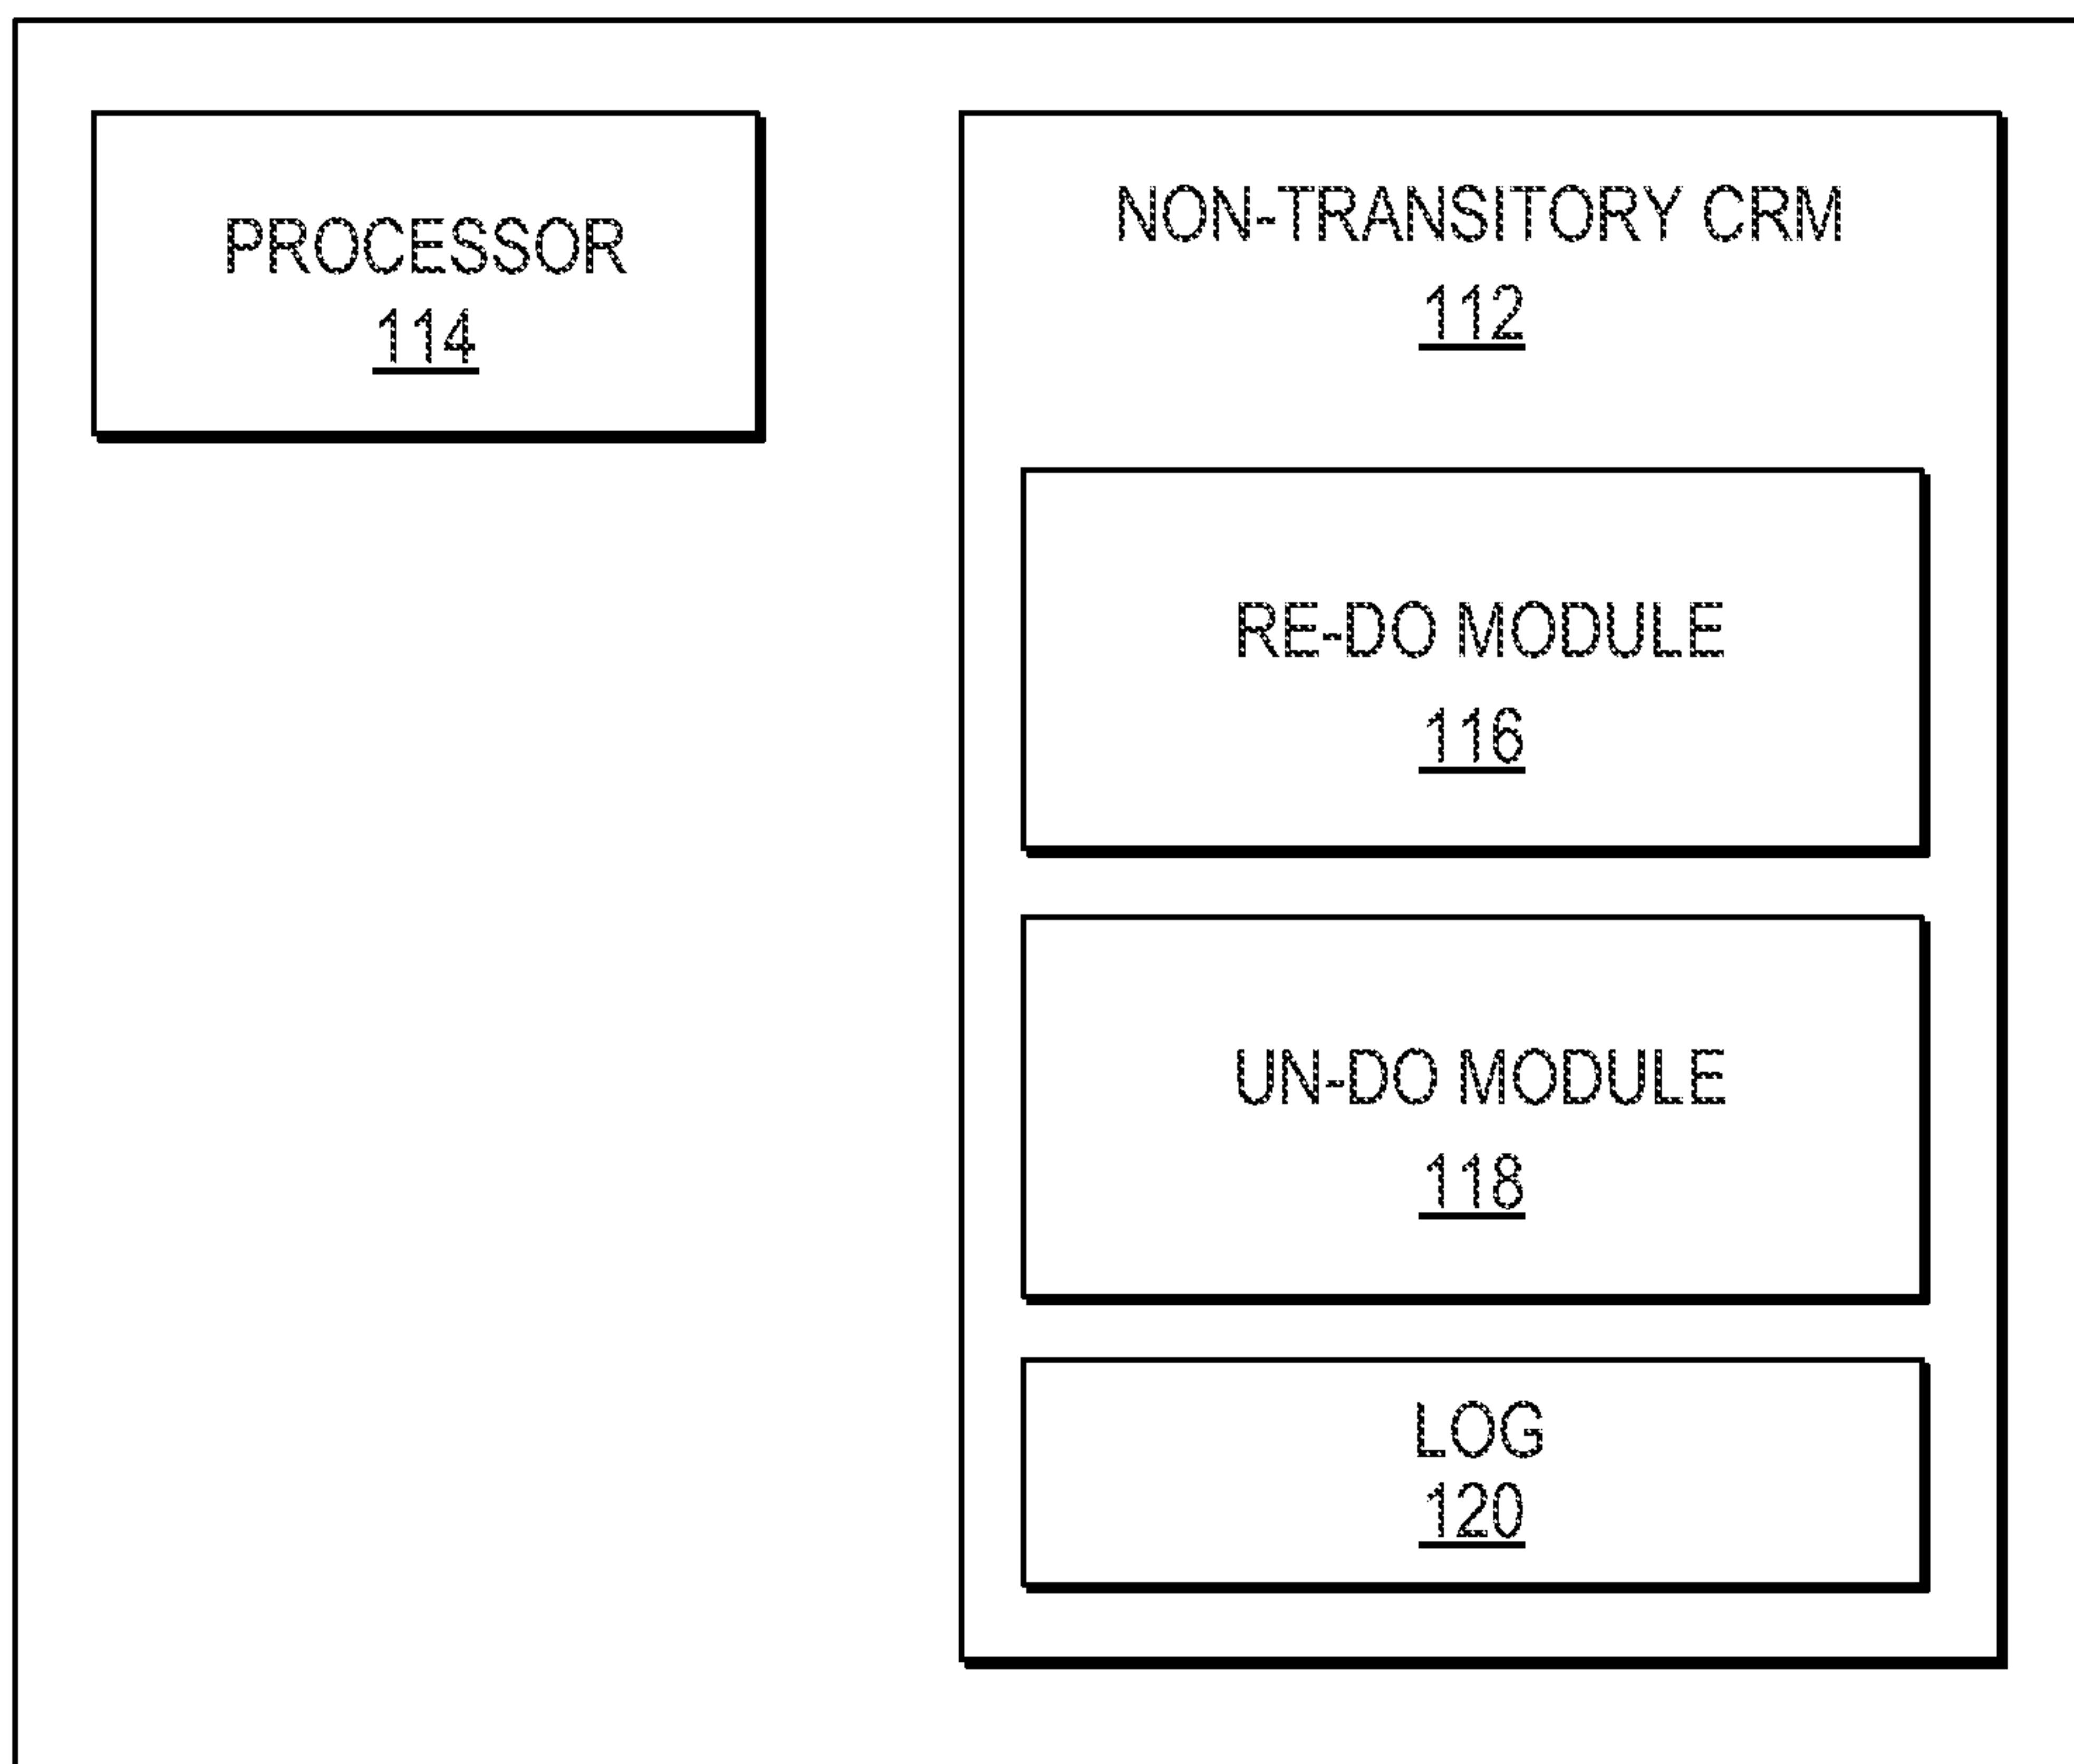 PROCESSOR
114
NON-TRANSITORY CRM
112
RE-DO MODULE
116
UN-DO MODULE
118
LOG
120